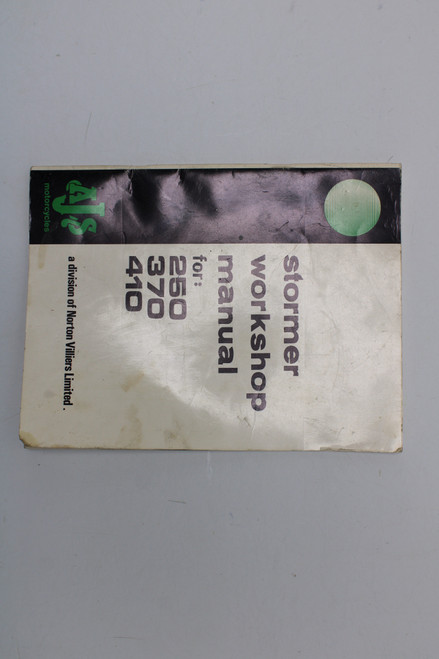 stormer
workshop
manual
for:
250
370
410
AJS
motorcycles
a division of Norton Villiers Limited.